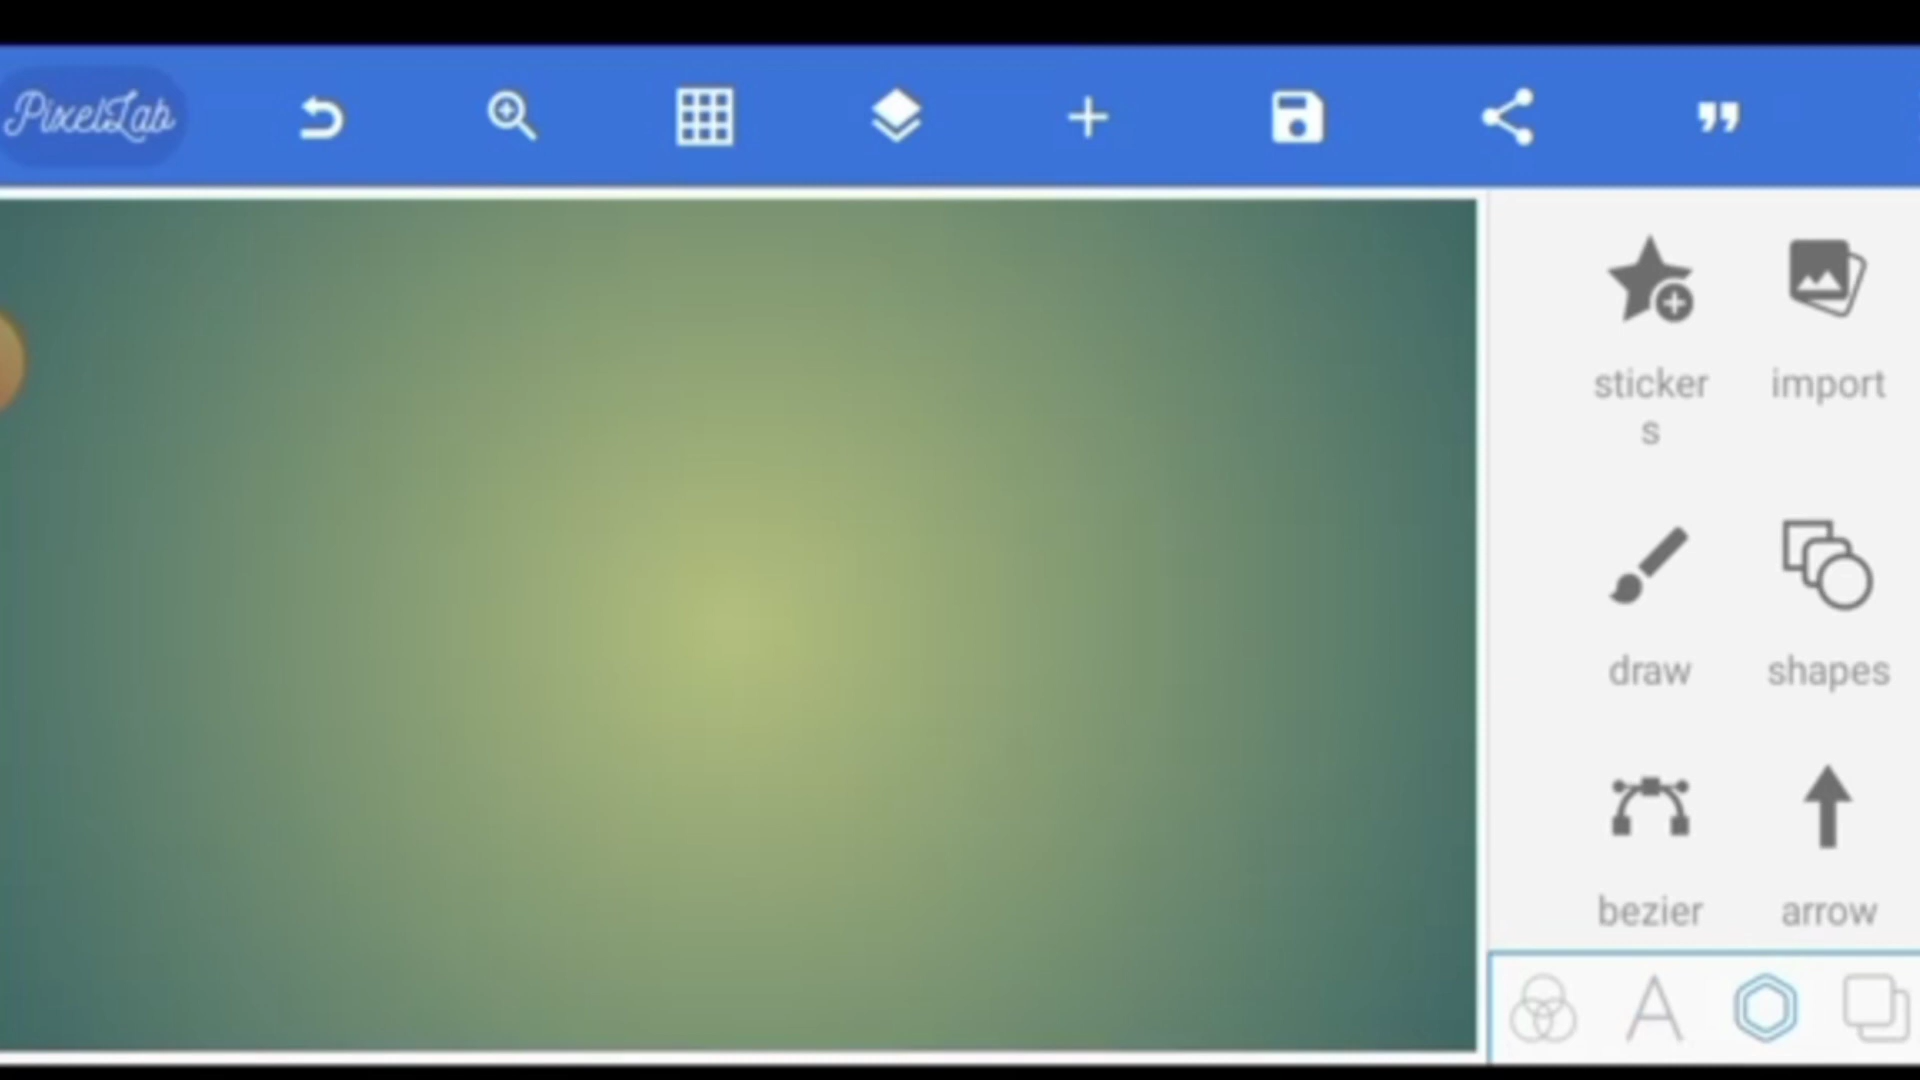 PixelLab
sticker
s
import
draw
shapes
bezier
arrow